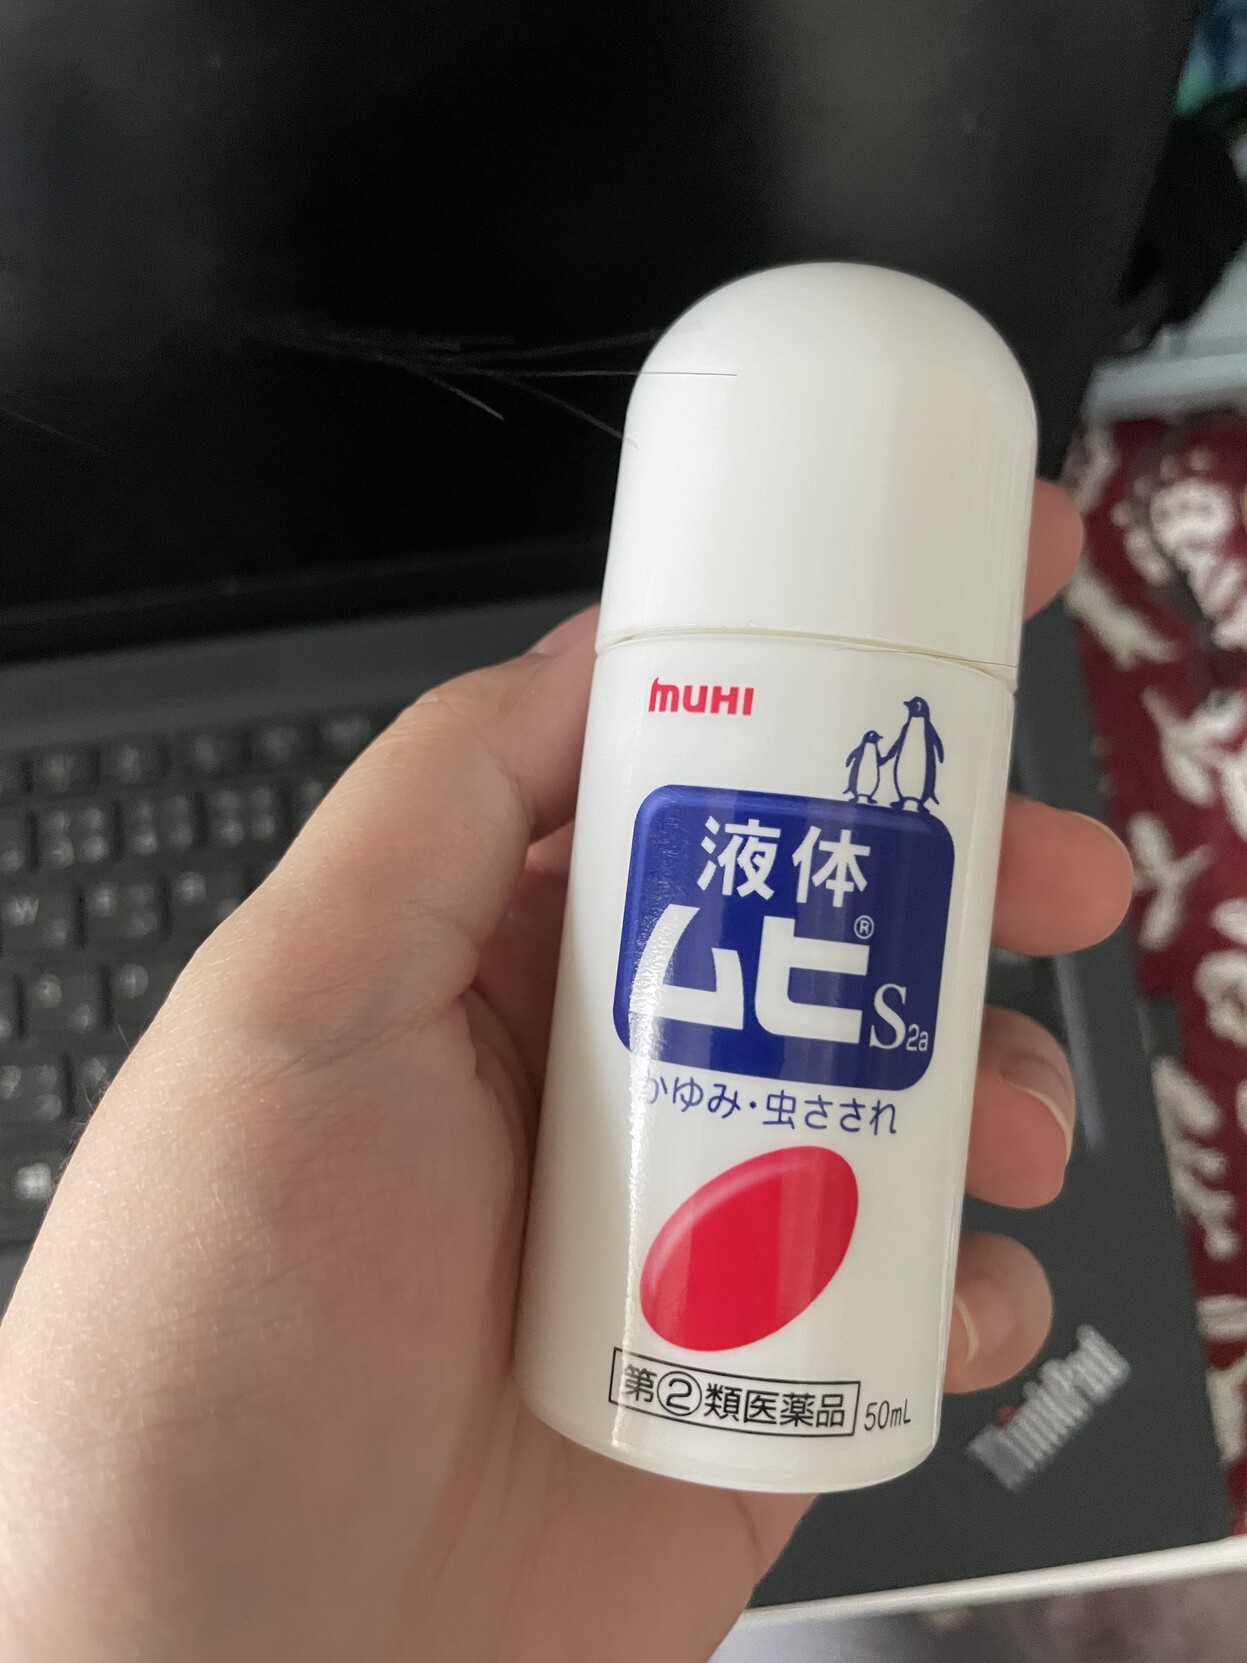 MUHI
液体
ムヒ®S2a
かゆみ・虫さされ
第②類医薬品 50mL
ThinkPad